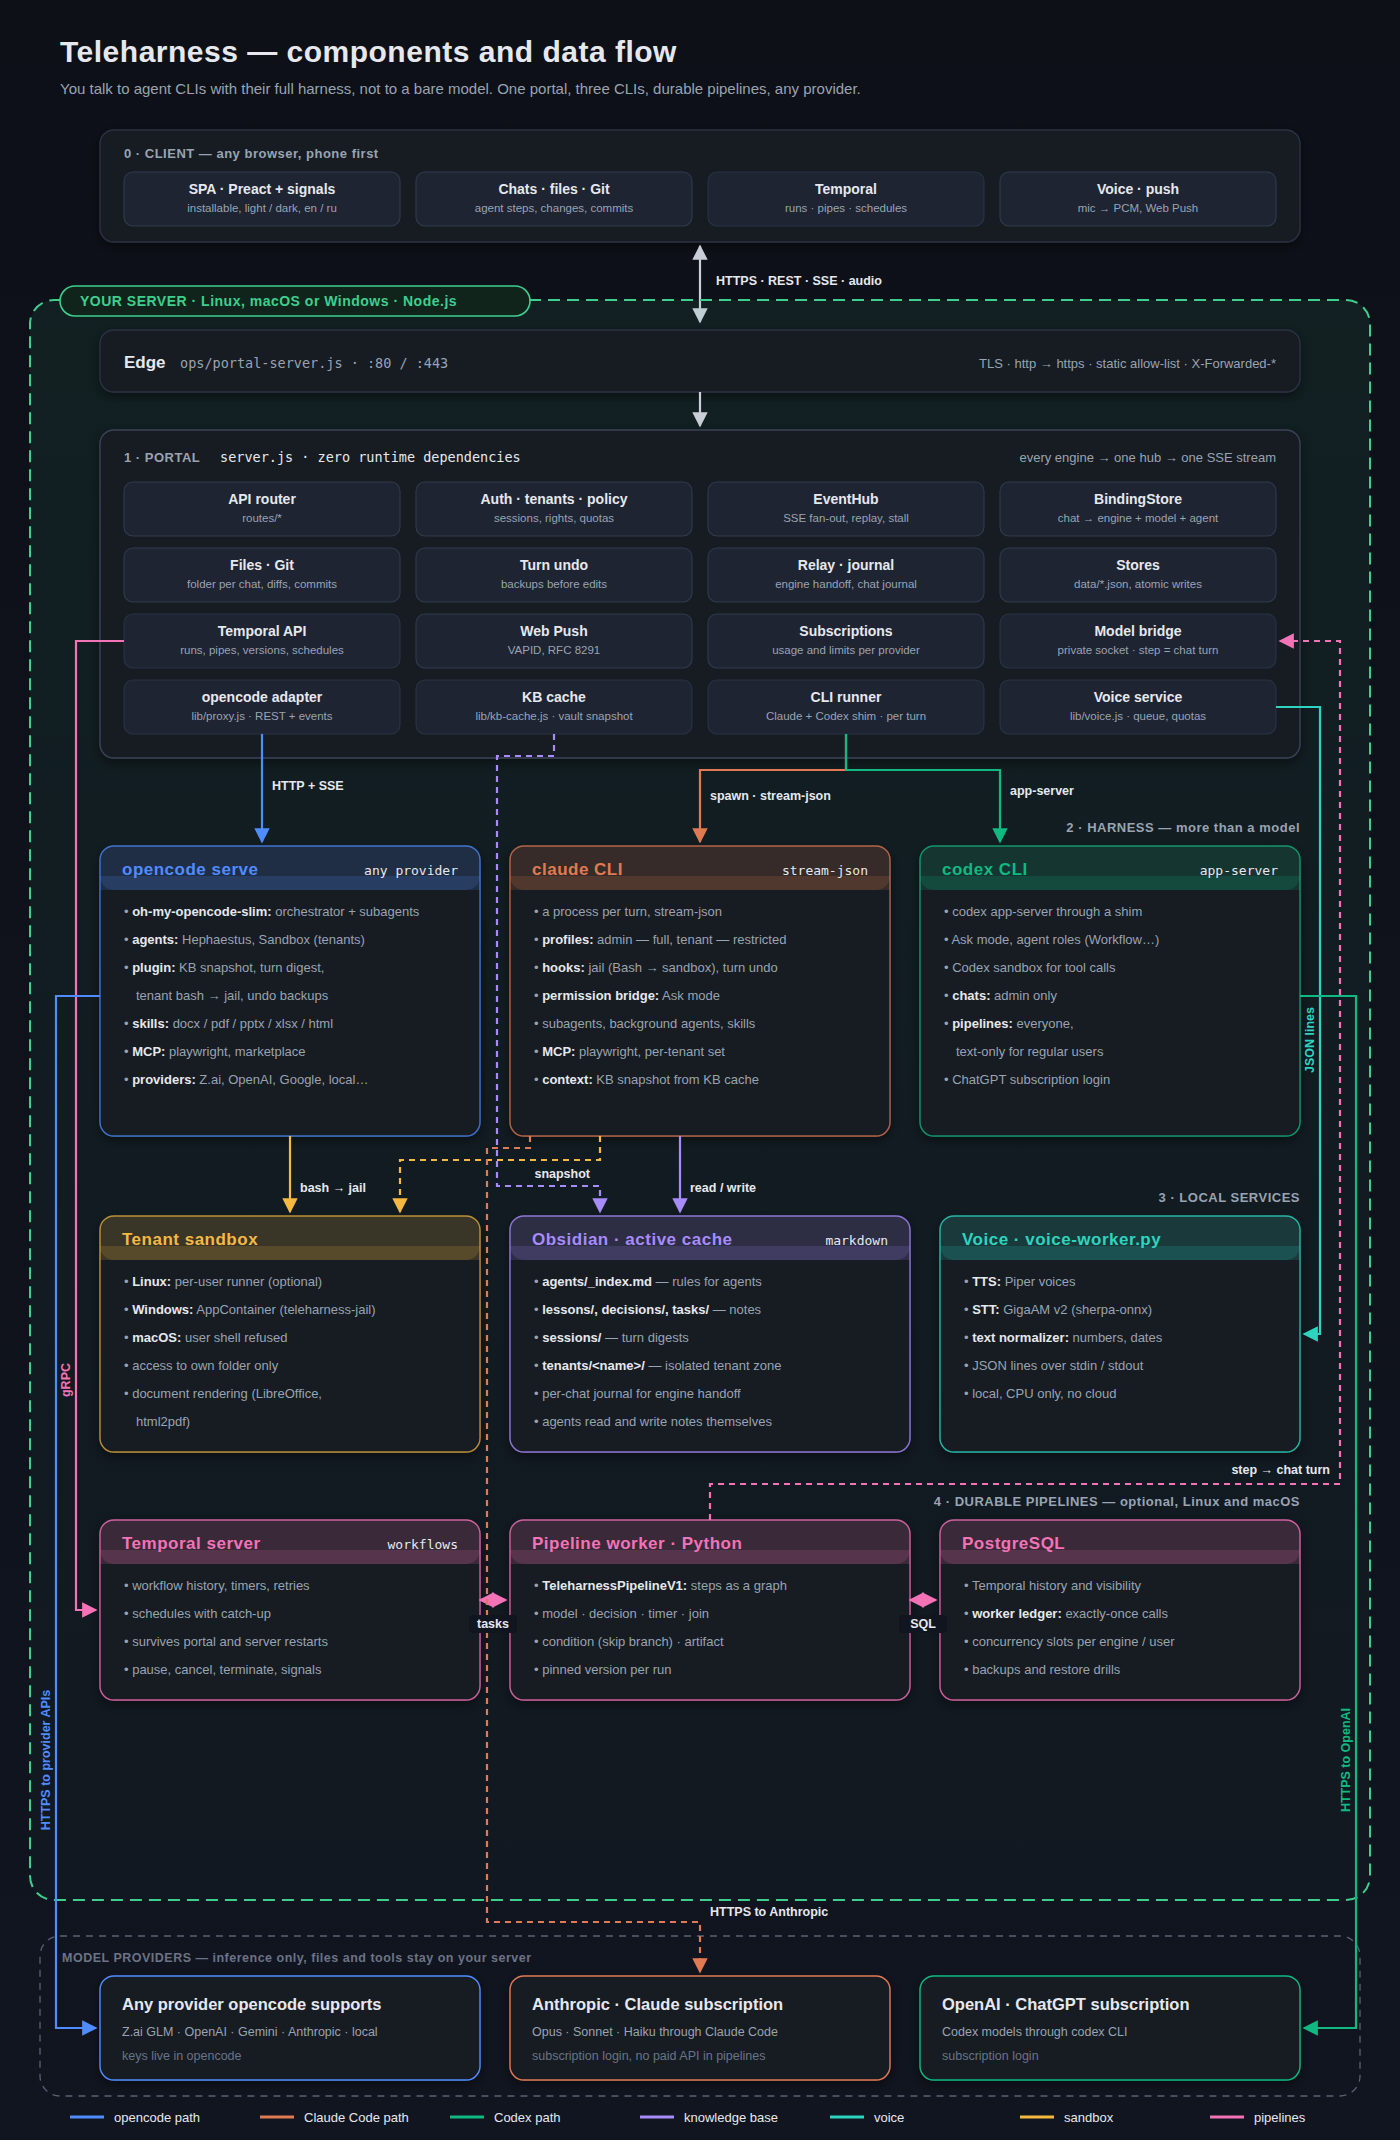 Teleharness — components and data flow
You talk to agent CLIs with their full harness, not to a bare model. One portal, three CLIs, durable pipelines, any provider.
0 · CLIENT — any browser, phone first
SPA · Preact + signals
installable, light / dark, en / ru
Chats · files · Git
agent steps, changes, commits
Temporal
runs · pipes · schedules
Voice · push
mic → PCM, Web Push
HTTPS · REST · SSE · audio
YOUR SERVER · Linux, macOS or Windows · Node.js
Edge ops/portal-server.js · :80 / :443
TLS · http → https · static allow-list · X-Forwarded-*
1 · PORTAL server.js · zero runtime dependencies
every engine → one hub → one SSE stream
API router
routes/*
Auth · tenants · policy
sessions, rights, quotas
EventHub
SSE fan-out, replay, stall
BindingStore
chat → engine + model + agent
Files · Git
folder per chat, diffs, commits
Turn undo
backups before edits
Relay · journal
engine handoff, chat journal
Stores
data/*.json, atomic writes
Temporal API
runs, pipes, versions, schedules
Web Push
VAPID, RFC 8291
Subscriptions
usage and limits per provider
Model bridge
private socket · step = chat turn
opencode adapter
lib/proxy.js · REST + events
KB cache
lib/kb-cache.js · vault snapshot
CLI runner
Claude + Codex shim · per turn
Voice service
lib/voice.js · queue, quotas
HTTP + SSE
spawn · stream-json
app-server
2 · HARNESS — more than a model
opencode serve
any provider
• oh-my-opencode-slim: orchestrator + subagents
• agents: Hephaestus, Sandbox (tenants)
• plugin: KB snapshot, turn digest,
tenant bash → jail, undo backups
• skills: docx / pdf / pptx / xlsx / html
• MCP: playwright, marketplace
• providers: Z.ai, OpenAI, Google, local…
claude CLI
stream-json
• a process per turn, stream-json
• profiles: admin — full, tenant — restricted
• hooks: jail (Bash → sandbox), turn undo
• permission bridge: Ask mode
• subagents, background agents, skills
• MCP: playwright, per-tenant set
• context: KB snapshot from KB cache
codex CLI
app-server
• codex app-server through a shim
• Ask mode, agent roles (Workflow…)
• Codex sandbox for tool calls
• chats: admin only
• pipelines: everyone,
text-only for regular users
• ChatGPT subscription login
JSON lines
bash → jail
snapshot
read / write
3 · LOCAL SERVICES
Tenant sandbox
• Linux: per-user runner (optional)
• Windows: AppContainer (teleharness-jail)
• macOS: user shell refused
• access to own folder only
• document rendering (LibreOffice,
html2pdf)
Obsidian · active cache
markdown
• agents/_index.md — rules for agents
• lessons/, decisions/, tasks/ — notes
• sessions/ — turn digests
• tenants/<name>/ — isolated tenant zone
• per-chat journal for engine handoff
• agents read and write notes themselves
Voice · voice-worker.py
• TTS: Piper voices
• STT: GigaAM v2 (sherpa-onnx)
• text normalizer: numbers, dates
• JSON lines over stdin / stdout
• local, CPU only, no cloud
gRPC
step → chat turn
4 · DURABLE PIPELINES — optional, Linux and macOS
Temporal server
workflows
• workflow history, timers, retries
• schedules with catch-up
• survives portal and server restarts
• pause, cancel, terminate, signals
tasks
Pipeline worker · Python
• TeleharnessPipelineV1: steps as a graph
• model · decision · timer · join
• condition (skip branch) · artifact
• pinned version per run
SQL
PostgreSQL
• Temporal history and visibility
• worker ledger: exactly-once calls
• concurrency slots per engine / user
• backups and restore drills
HTTPS to provider APIs
HTTPS to OpenAI
HTTPS to Anthropic
MODEL PROVIDERS — inference only, files and tools stay on your server
Any provider opencode supports
Z.ai GLM · OpenAI · Gemini · Anthropic · local
keys live in opencode
Anthropic · Claude subscription
Opus · Sonnet · Haiku through Claude Code
subscription login, no paid API in pipelines
OpenAI · ChatGPT subscription
Codex models through codex CLI
subscription login
opencode path
Claude Code path
Codex path
knowledge base
voice
sandbox
pipelines